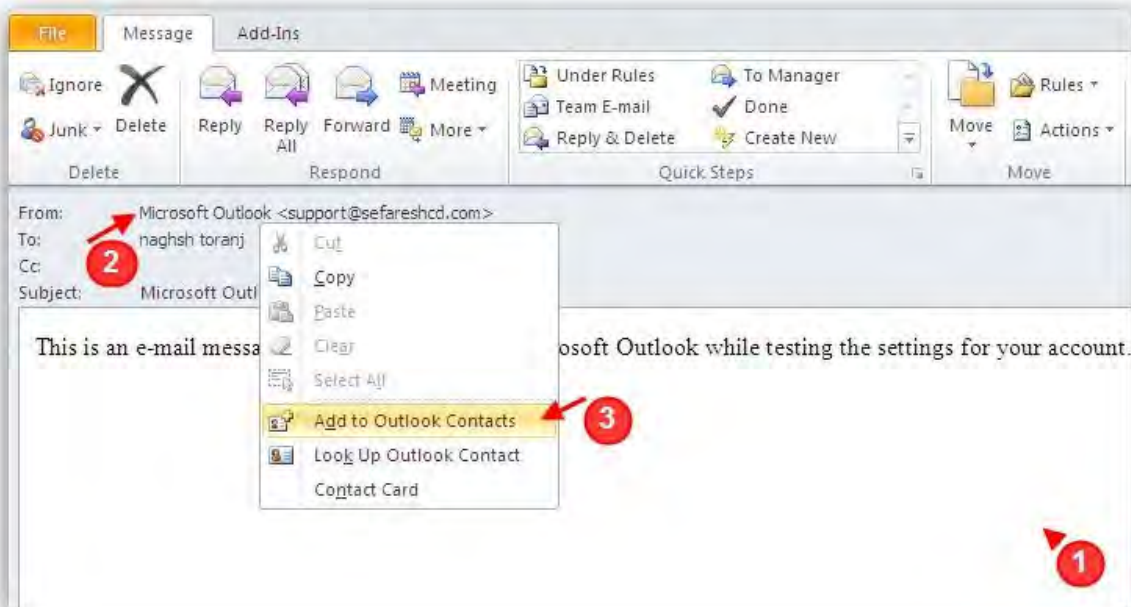 File Message Add-Ins
Ignore Junk Delete Reply Reply All Forward Meeting More
Under Rules To Manager
Team E-mail Done
Reply & Delete Create New
Move Rules Actions
Delete Respond Quick Steps Move
From: Microsoft Outlook <support@sefareshcd.com>
To: naghsh toranj
Cc:
2
Subject: Microsoft Outl
This is an e-mail messa osoft Outlook while testing the settings for your account.
Cut
Copy
Paste
Clear
Select All
Add to Outlook Contacts
3
Look Up Outlook Contact
Contact Card
1